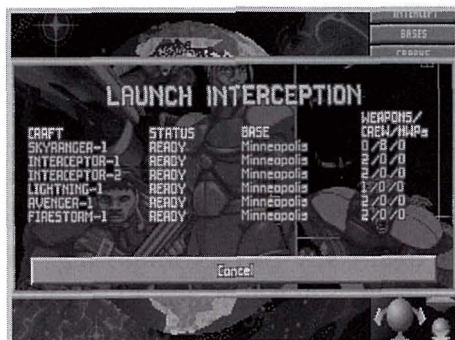 INTERCEPT
BASES
GRAPHS
LAUNCH INTERCEPTION
WEAPONS/
CRAFT STATUS BASE CREW/HWPs
SKYRANGER-1 READY Minneapolis 0/8/0
INTERCEPTOR-1 READY Minneapolis 2/0/0
INTERCEPTOR-2 READY Minneapolis 2/0/0
LIGHTNING-1 READY Minneapolis 1/0/0
AVENGER-1 READY Minneapolis 2/0/0
FIRESTORM-1 READY Minneapolis 2/0/0
Cancel